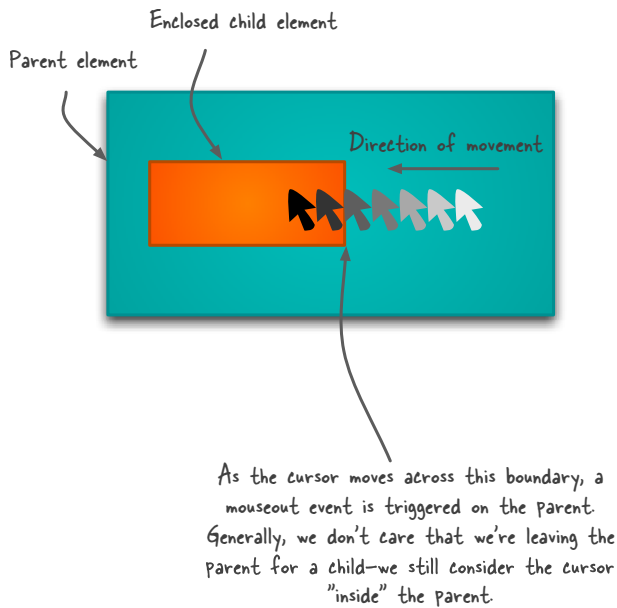 Enclosed child element
Parent element
Direction of movement
As the cursor moves across this boundary, a
mouseout event is triggered on the parent.
Generally, we don't care that we're leaving the
parent for a child—we still consider the cursor
"inside" the parent.